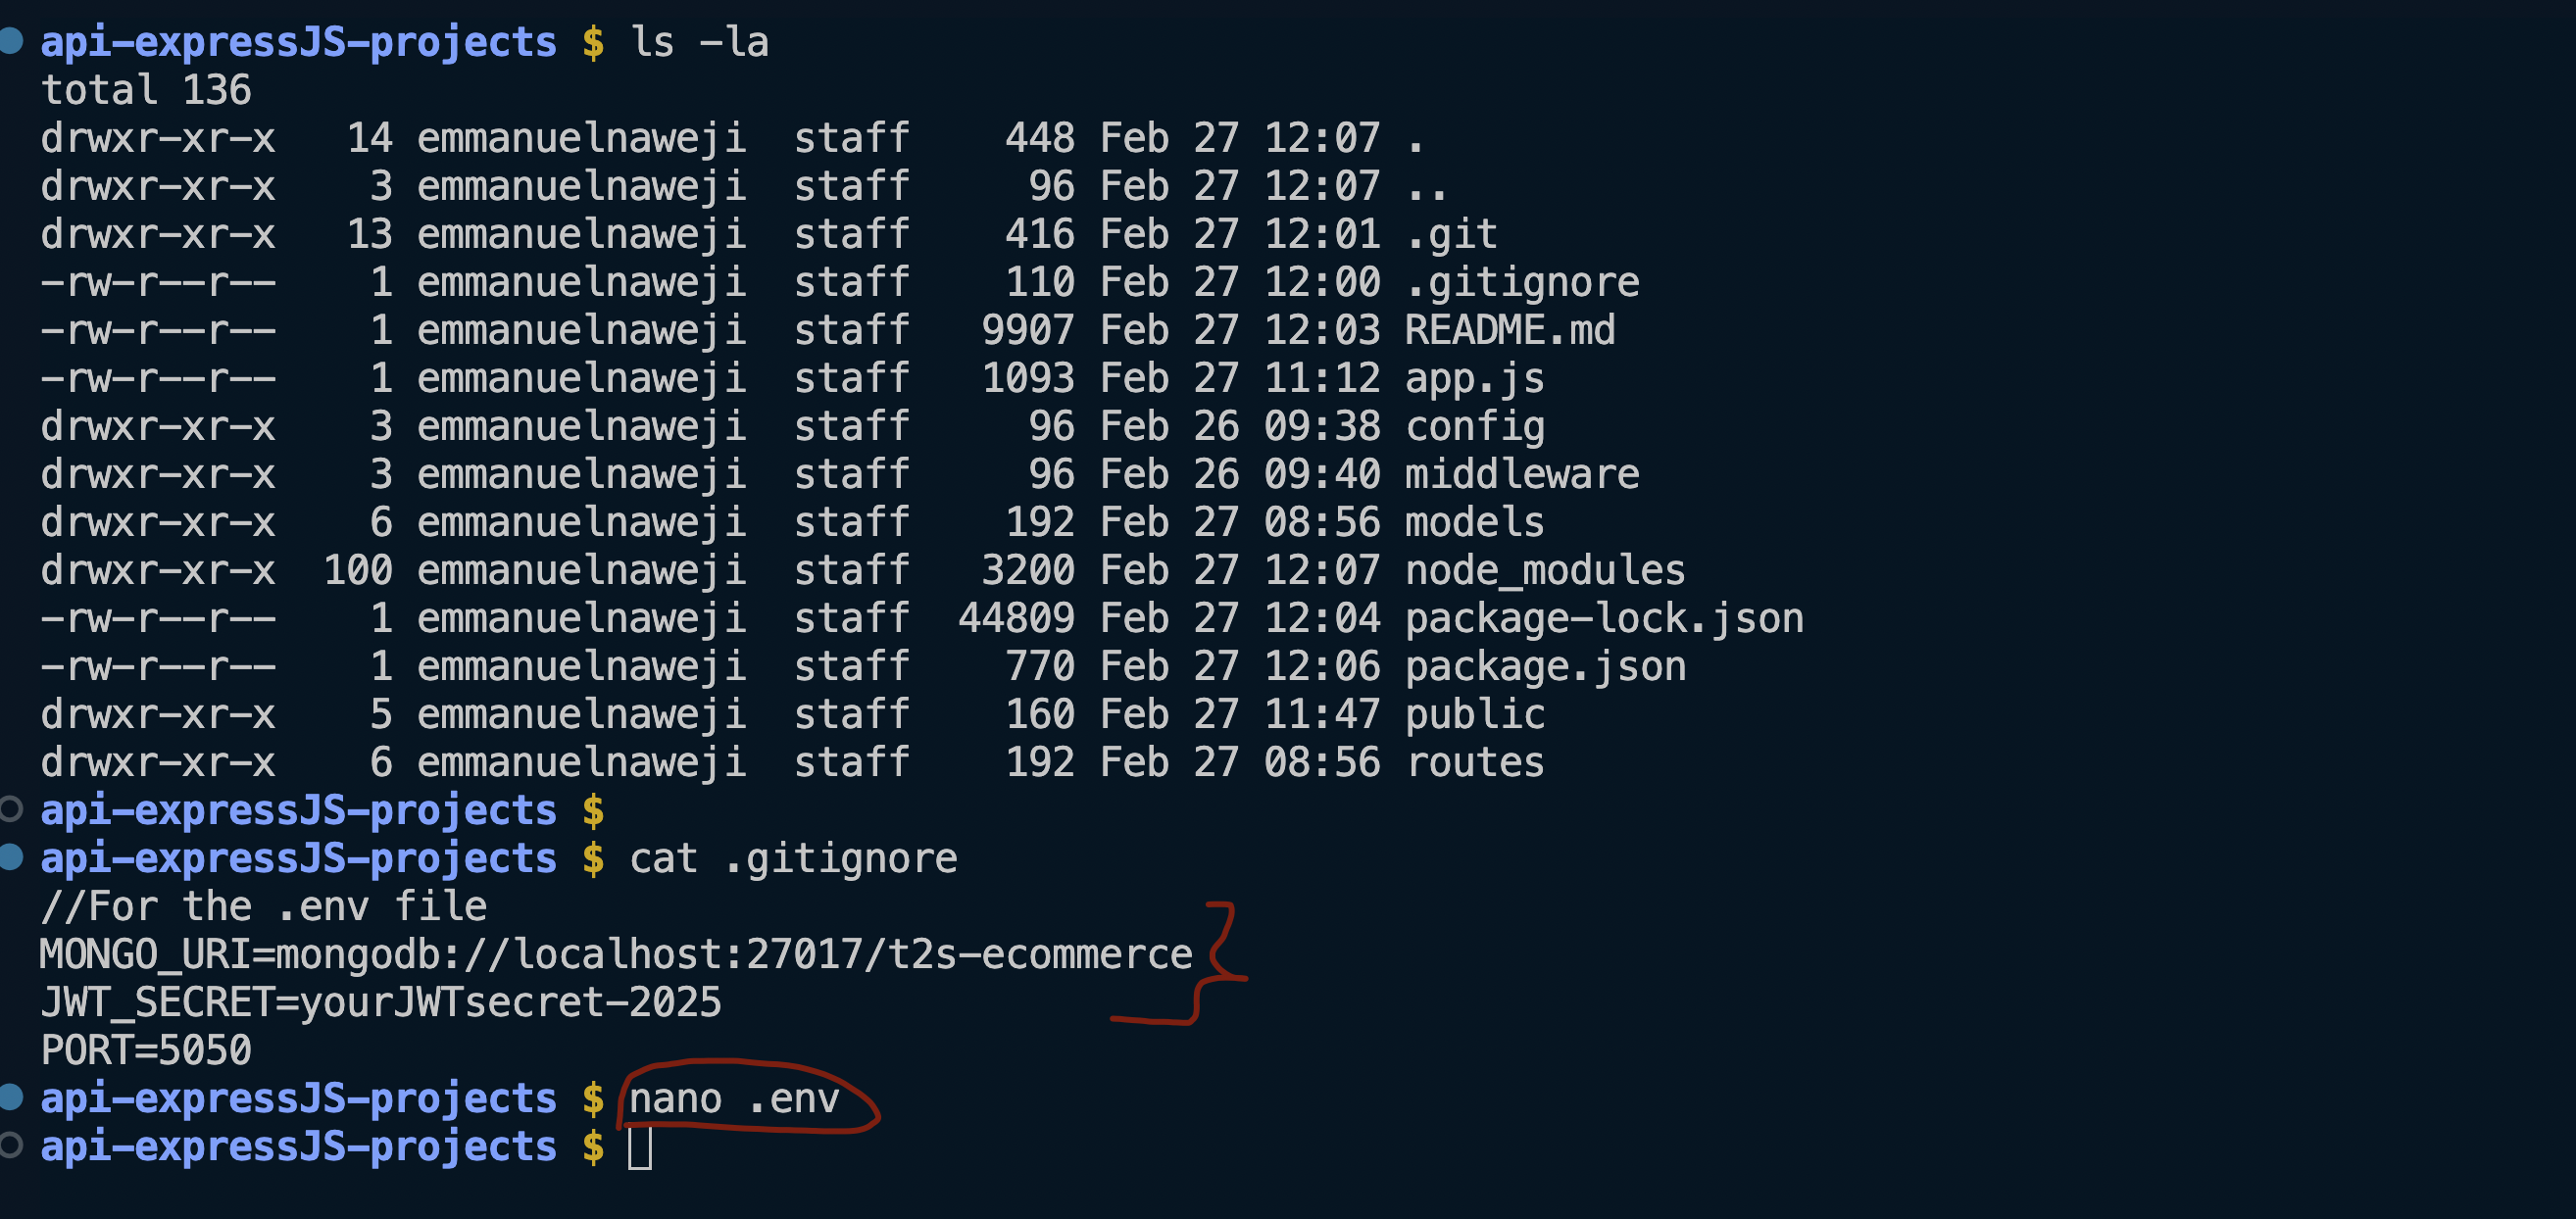 api-expressJS-projects $ ls -la
total 136
drwxr-xr-x   14 emmanuelnaweji  staff    448 Feb 27 12:07 .
drwxr-xr-x    3 emmanuelnaweji  staff     96 Feb 27 12:07 ..
drwxr-xr-x   13 emmanuelnaweji  staff    416 Feb 27 12:01 .git
-rw-r--r--    1 emmanuelnaweji  staff    110 Feb 27 12:00 .gitignore
-rw-r--r--    1 emmanuelnaweji  staff   9907 Feb 27 12:03 README.md
-rw-r--r--    1 emmanuelnaweji  staff   1093 Feb 27 11:12 app.js
drwxr-xr-x    3 emmanuelnaweji  staff     96 Feb 26 09:38 config
drwxr-xr-x    3 emmanuelnaweji  staff     96 Feb 26 09:40 middleware
drwxr-xr-x    6 emmanuelnaweji  staff    192 Feb 27 08:56 models
drwxr-xr-x  100 emmanuelnaweji  staff   3200 Feb 27 12:07 node_modules
-rw-r--r--    1 emmanuelnaweji  staff  44809 Feb 27 12:04 package-lock.json
-rw-r--r--    1 emmanuelnaweji  staff    770 Feb 27 12:06 package.json
drwxr-xr-x    5 emmanuelnaweji  staff    160 Feb 27 11:47 public
drwxr-xr-x    6 emmanuelnaweji  staff    192 Feb 27 08:56 routes
api-expressJS-projects $
api-expressJS-projects $ cat .gitignore
//For the .env file
MONGO_URI=mongodb://localhost:27017/t2s-ecommerce
JWT_SECRET=yourJWTsecret-2025
PORT=5050
api-expressJS-projects $ nano .env
api-expressJS-projects $